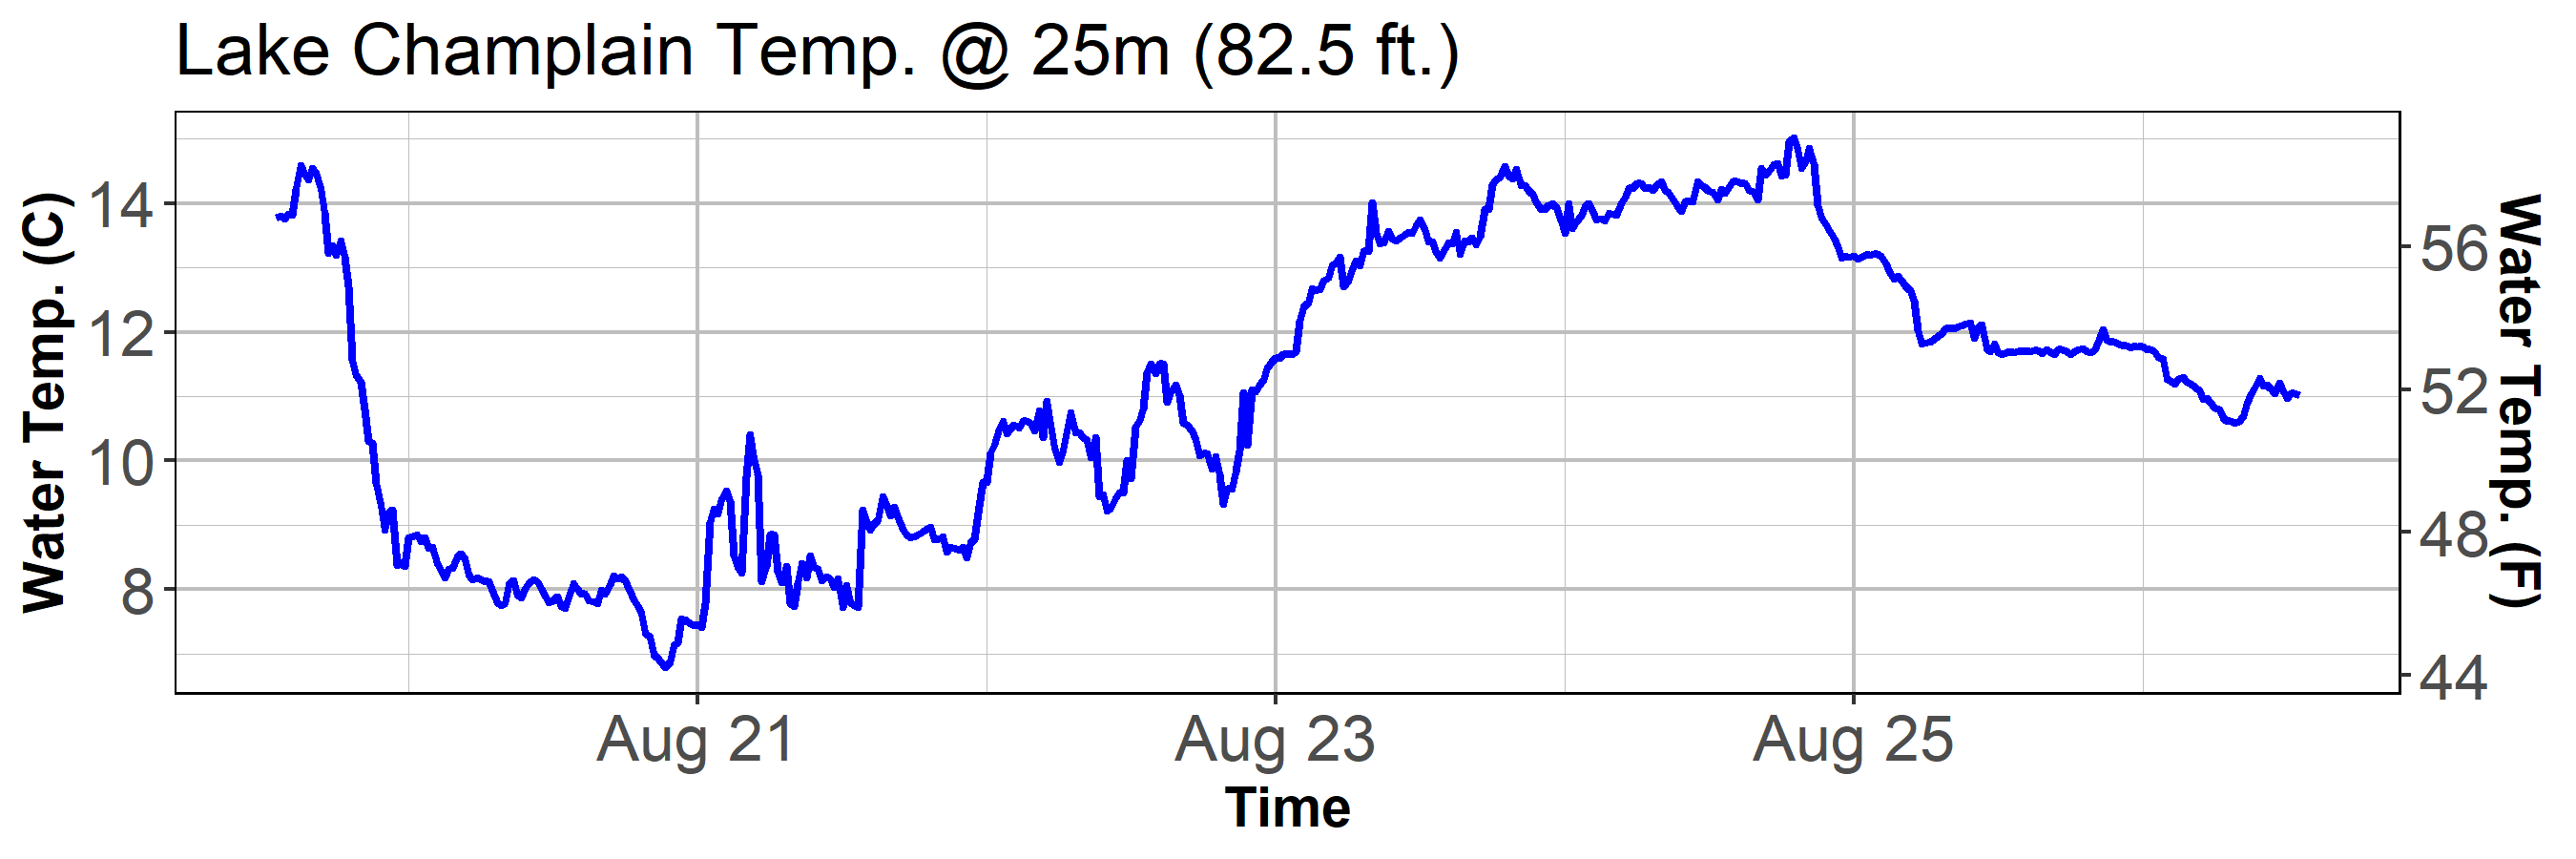 Lake Champlain Temp. @ 25m (82.5 ft.)
Water Temp. (C)
14
12
10
8
56
52
48
44
Water Temp. (F)
Aug 21
Aug 23
Aug 25
Time